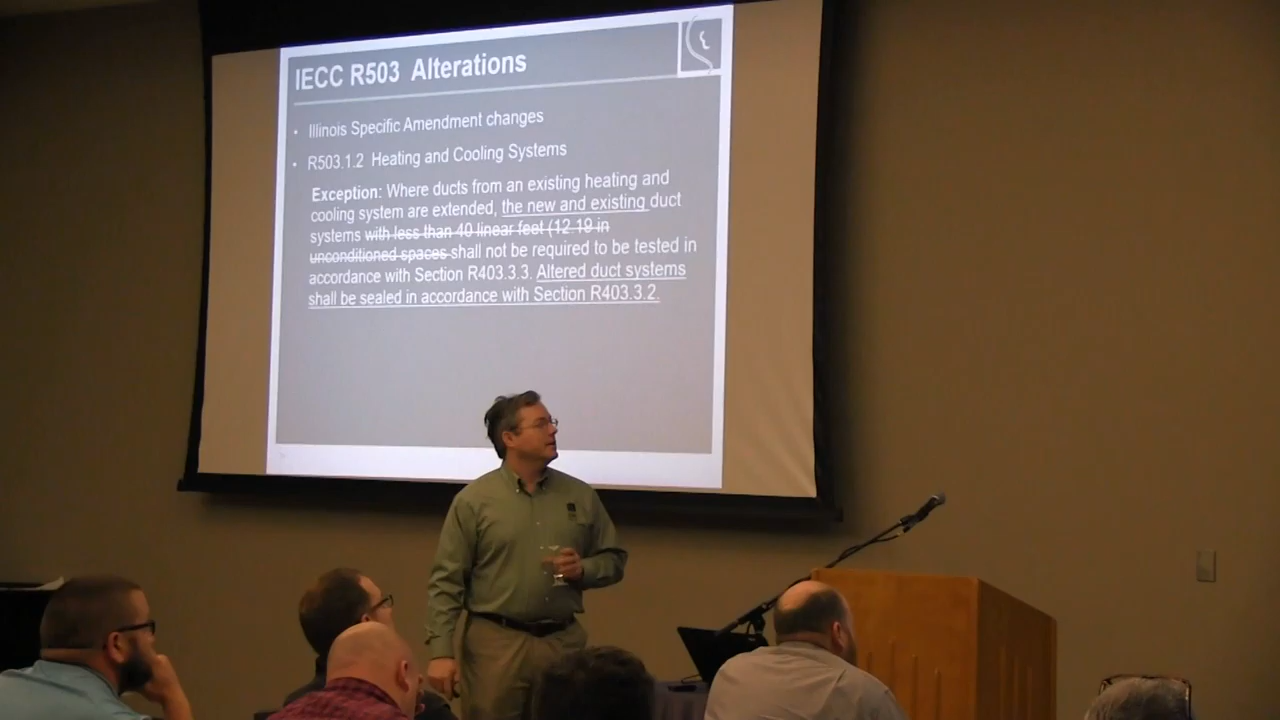 IECC R503 Alterations
• Illinois Specific Amendment changes
• R503.1.2 Heating and Cooling Systems
Exception: Where ducts from an existing heating and
cooling system are extended, the new and existing duct
systems with less than 40 linear feet (12.19 in
unconditioned spaces shall not be required to be tested in
accordance with Section R403.3.3. Altered duct systems
shall be sealed in accordance with Section R403.3.2.